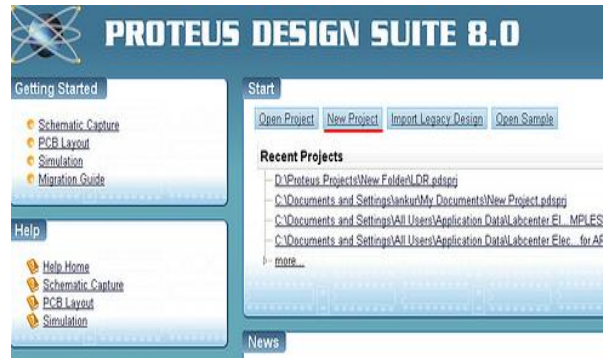 PROTEUS DESIGN SUITE 8.0
Getting Started
Schematic Capture
PCB Layout
Simulation
Migration Guide
Help
Help Home
Schematic Capture
PCB Layout
Simulation
Start
Open Project New Project Import Legacy Design Open Sample
Recent Projects
D:\Proteus Projects\New Folder\LDR.pdsprj
C:\Documents and Settings\ankur\My Documents\New Project.pdsprj
C:\Documents and Settings\All Users\Application Data\Labcenter El...MPLES
C:\Documents and Settings\All Users\Application Data\Labcenter Elec...for AR
more...
News